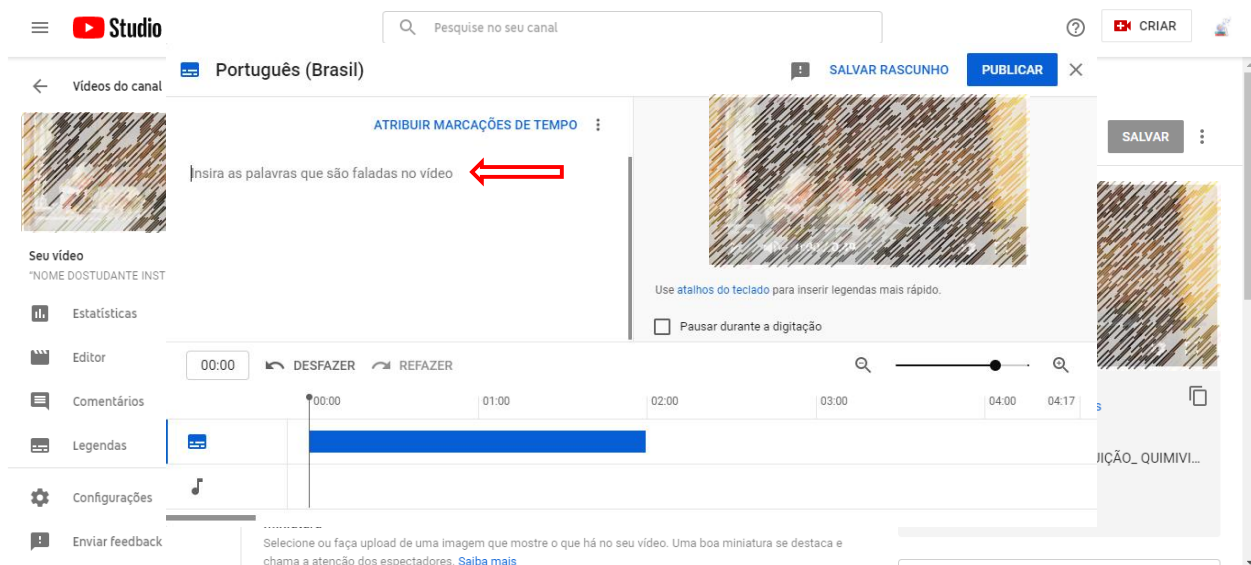 Studio
Pesquise no seu canal
CRIAR
Vídeos do canal
Português (Brasil)
SALVAR RASCUNHO
PUBLICAR
ATRIBUIR MARCAÇÕES DE TEMPO
SALVAR
Insira as palavras que são faladas no vídeo
Seu vídeo
"NOME DOSTUDANTE INST
Use atalhos do teclado para inserir legendas mais rápido.
Estatísticas
Pausar durante a digitação
Editor
00:00
DESFAZER
REFAZER
Comentários
00:00
01:00
02:00
03:00
04:00
04:17
s
Legendas
UIÇÃO_ QUIMIVI...
Configurações
Enviar feedback
Selecione ou faça upload de uma imagem que mostre o que há no seu vídeo. Uma boa miniatura se destaca e
chama a atenção dos espectadores. Saiba mais